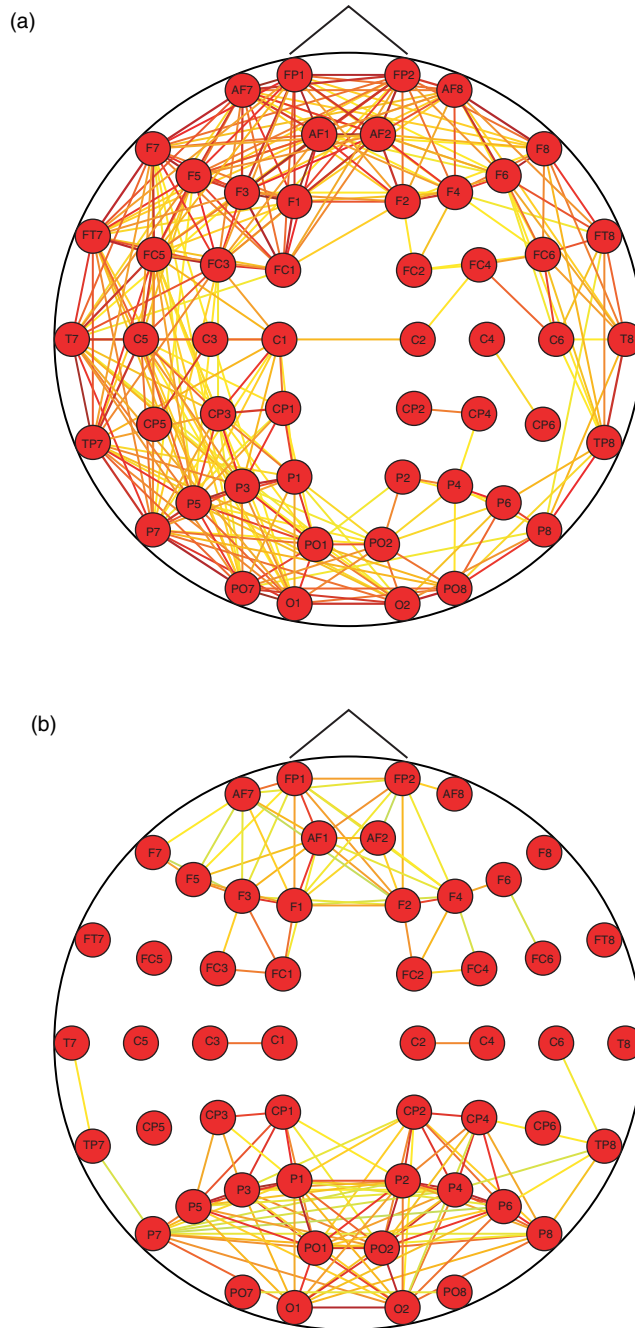 (a)
FP1 FP2
AF7 AF8
AF1 AF2
F7 F8
F5 F6
F3 F4
F1 F2
FT7 FT8
FC5 FC3 FC1 FC2 FC4 FC6
T7 C5 C3 C1 C2 C4 C6 T8
CP5 CP3 CP1 CP2 CP4 CP6
TP7 TP8
P1 P2
P3 P4
P5 P6
P7 P8
PO1 PO2
PO7 PO8
O1 O2
(b)
FP1 FP2
AF7 AF8
AF1 AF2
F7 F8
F5 F6
F3 F4
F1 F2
FT7 FT8
FC5 FC3 FC1 FC2 FC4 FC6
T7 C5 C3 C1 C2 C4 C6 T8
CP5 CP3 CP1 CP2 CP4 CP6
TP7 TP8
P1 P2
P3 P4
P5 P6
P7 P8
PO1 PO2
PO7 PO8
O1 O2